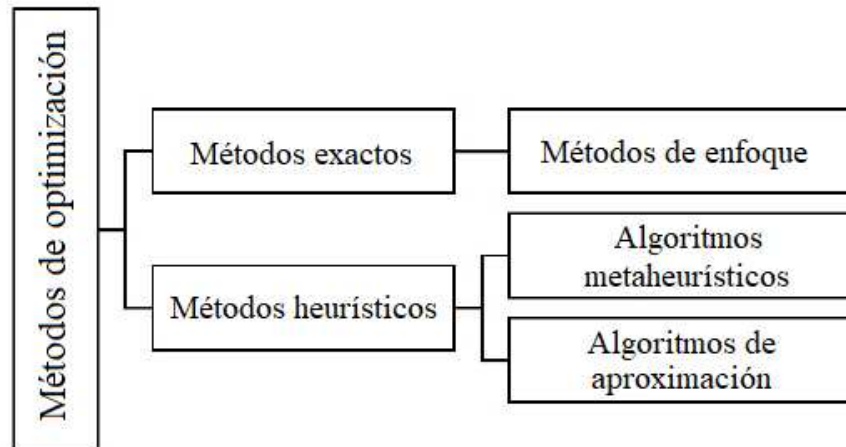 Métodos de optimización
Métodos exactos
Métodos de enfoque
Métodos heurísticos
Algoritmos
metaheurísticos
Algoritmos de
aproximación